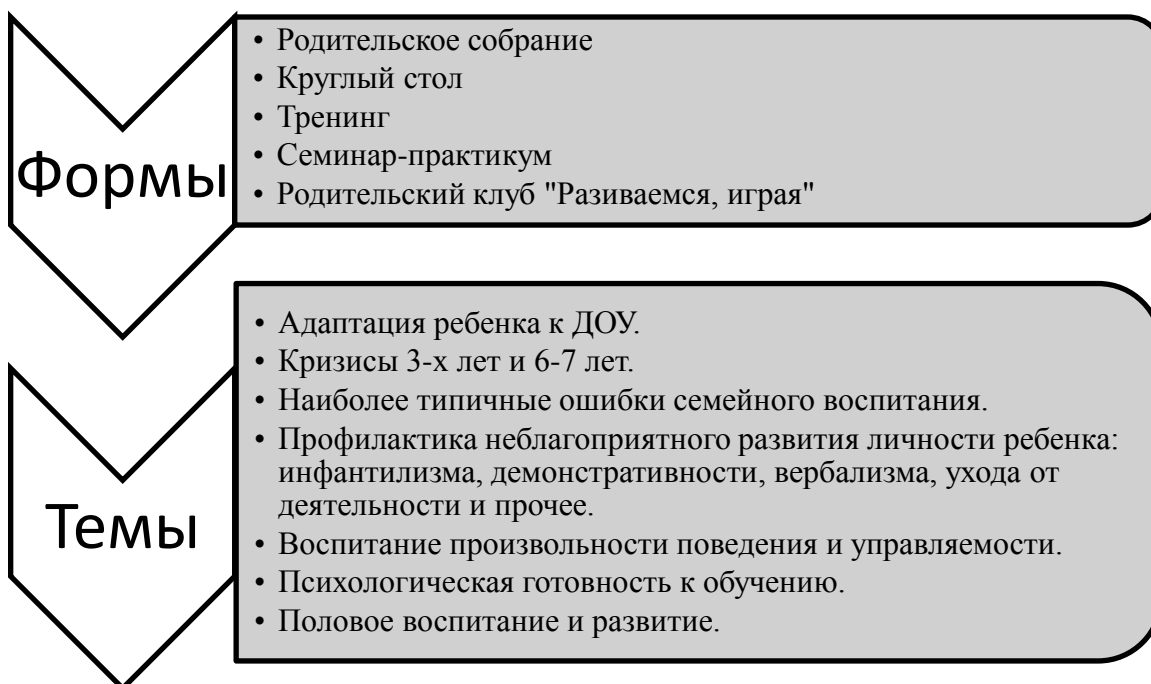 Формы
• Родительское собрание
• Круглый стол
• Тренинг
• Семинар-практикум
• Родительский клуб "Разиваемся, играя"
Темы
• Адаптация ребенка к ДОУ.
• Кризисы 3-х лет и 6-7 лет.
• Наиболее типичные ошибки семейного воспитания.
• Профилактика неблагоприятного развития личности ребенка:
инфантилизма, демонстративности, вербализма, ухода от
деятельности и прочее.
• Воспитание произвольности поведения и управляемости.
• Психологическая готовность к обучению.
• Половое воспитание и развитие.